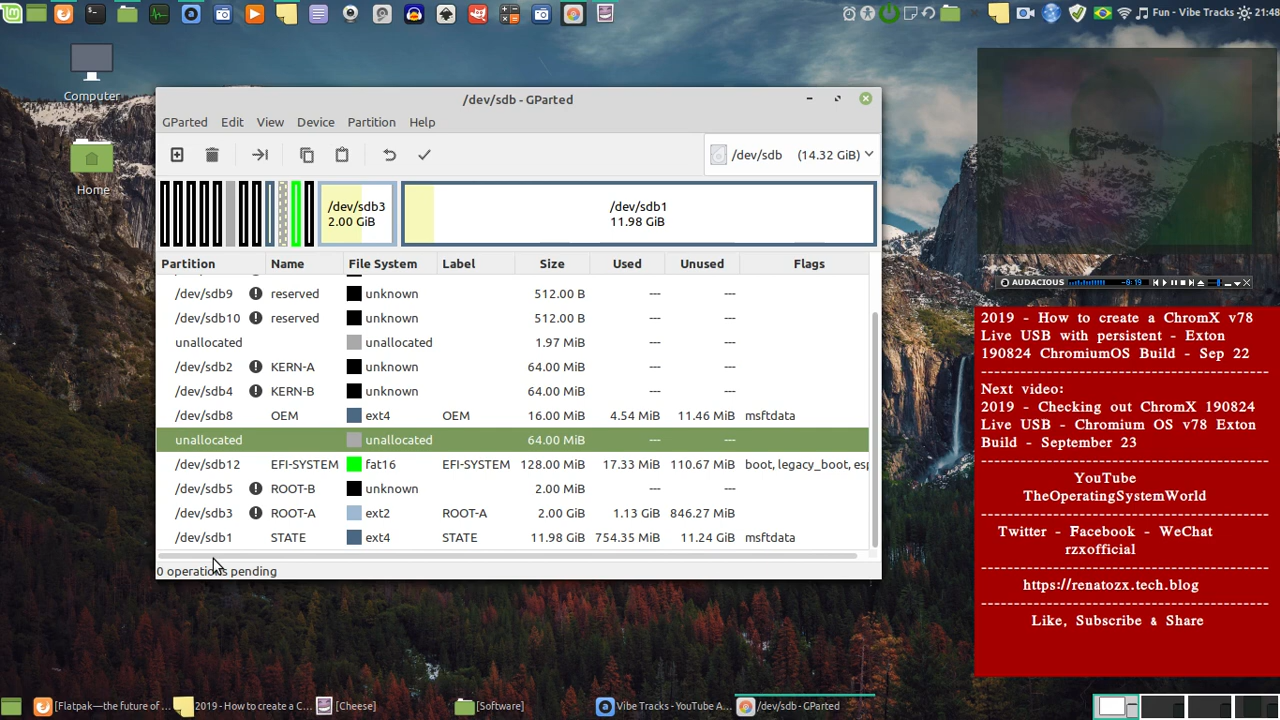 Fun - Vibe Tracks
21:48
Computer
Home
/dev/sdb - GParted
GParted Edit View Device Partition Help
/dev/sdb (14.32 GiB)
/dev/sdb3
2.00 GiB
/dev/sdb1
11.98 GiB
Partition Name File System Label Size Used Unused Flags
/dev/sdb9 reserved unknown 512.00 B --- ---
/dev/sdb10 reserved unknown 512.00 B --- ---
unallocated unallocated 1.97 MiB --- ---
/dev/sdb2 KERN-A unknown 64.00 MiB --- ---
/dev/sdb4 KERN-B unknown 64.00 MiB --- ---
/dev/sdb8 OEM ext4 OEM 16.00 MiB 4.54 MiB 11.46 MiB msftdata
unallocated unallocated 64.00 MiB --- ---
/dev/sdb12 EFI-SYSTEM fat16 EFI-SYSTEM 128.00 MiB 17.33 MiB 110.67 MiB boot, legacy_boot, esp
/dev/sdb5 ROOT-B unknown 2.00 MiB --- ---
/dev/sdb3 ROOT-A ext2 ROOT-A 2.00 GiB 1.13 GiB 846.27 MiB
/dev/sdb1 STATE ext4 STATE 11.98 GiB 754.35 MiB 11.24 GiB msftdata
0 operations pending
AUDACIOUS -0:19
2019 - How to create a ChromX v78
Live USB with persistent - Exton
190824 ChromiumOS Build - Sep 22
Next video:
2019 - Checking out ChromX 190824
Live USB - Chromium OS v78 Exton
Build - September 23
YouTube
TheOperatingSystemWorld
Twitter - Facebook - WeChat
rzxofficial
https://renatozx.tech.blog
Like, Subscribe & Share
[Flatpak—the future of ... 2019 - How to create a C... [Cheese] [Software] Vibe Tracks - YouTube A... /dev/sdb - GParted